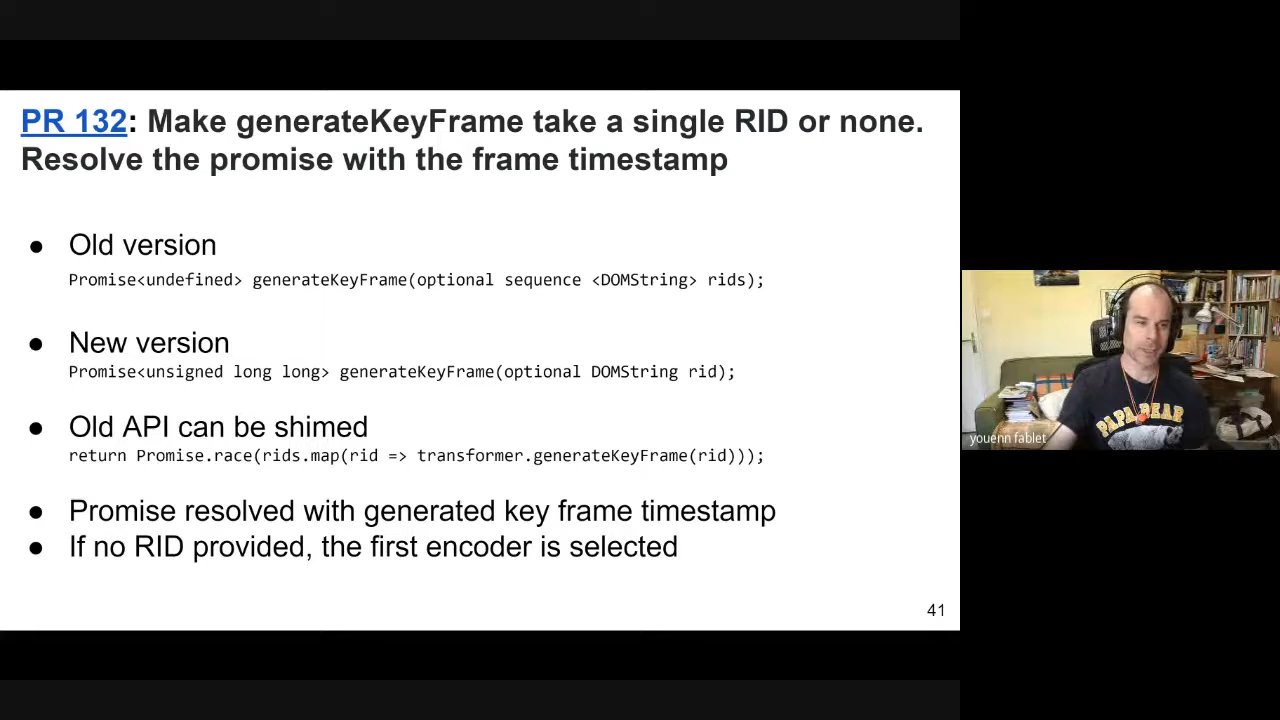 PR 132: Make generateKeyFrame take a single RID or none.
Resolve the promise with the frame timestamp
● Old version
Promise<undefined> generateKeyFrame(optional sequence <DOMString> rids);
● New version
Promise<unsigned long long> generateKeyFrame(optional DOMString rid);
● Old API can be shimed
return Promise.race(rids.map(rid => transformer.generateKeyFrame(rid)));
● Promise resolved with generated key frame timestamp
● If no RID provided, the first encoder is selected
41
PAPA BEAR
youenn fablet